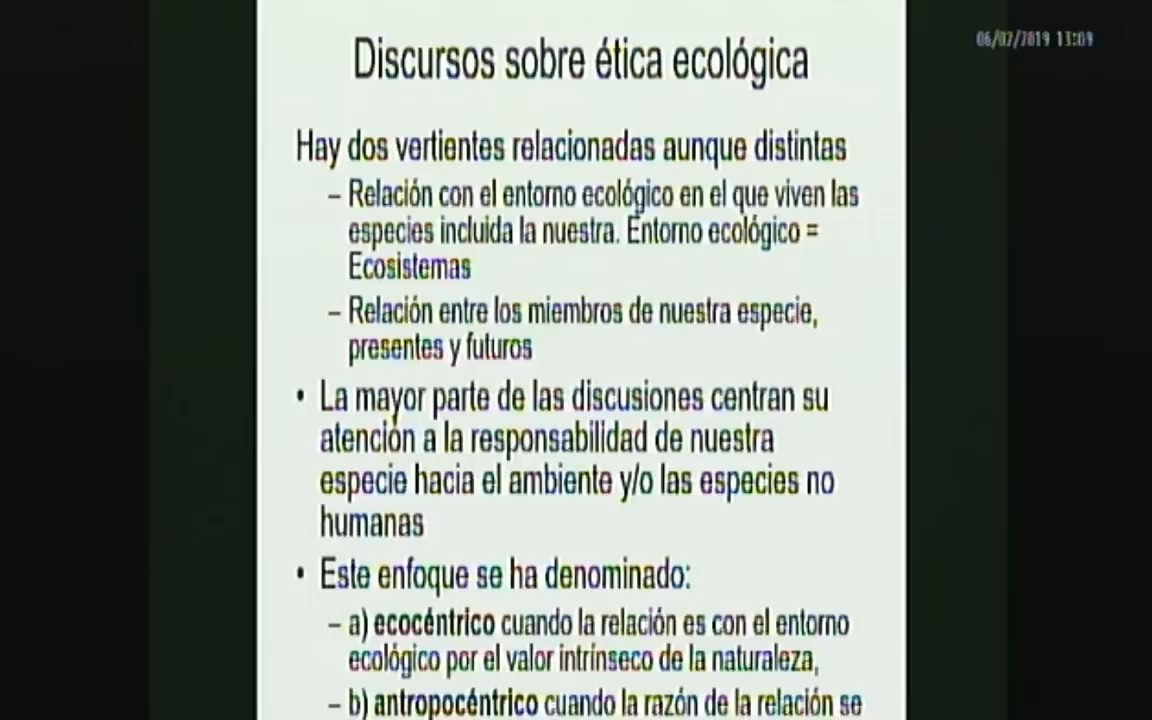 06/02/2019 13:09
Discursos sobre ética ecológica
Hay dos vertientes relacionadas aunque distintas
– Relación con el entorno ecológico en el que viven las
especies incluida la nuestra. Entorno ecológico =
Ecosistemas
– Relación entre los miembros de nuestra especie,
presentes y futuros
• La mayor parte de las discusiones centran su
atención a la responsabilidad de nuestra
especie hacia el ambiente y/o las especies no
humanas
• Este enfoque se ha denominado:
– a) ecocéntrico cuando la relación es con el entorno
ecológico por el valor intrínseco de la naturaleza,
– b) antropocéntrico cuando la razón de la relación se